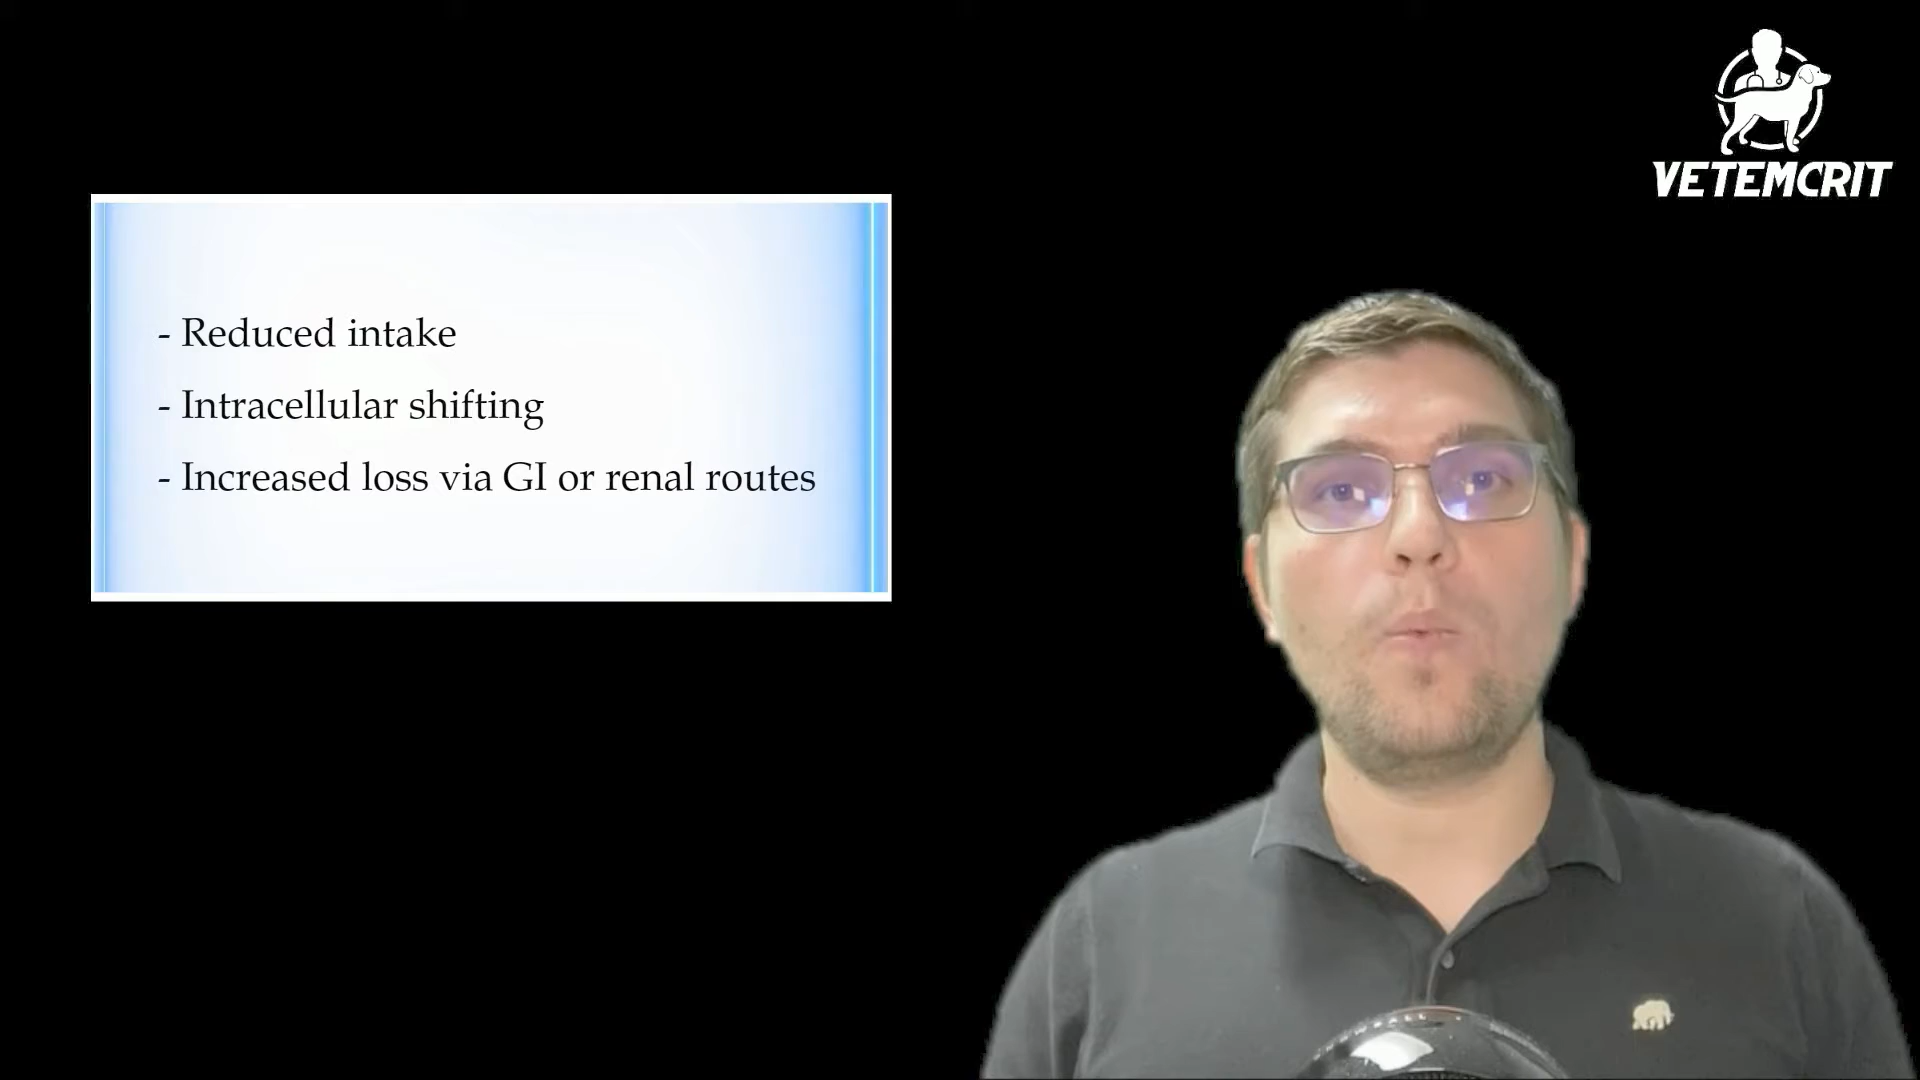 VETEMCRIT
- Reduced intake
- Intracellular shifting
- Increased loss via GI or renal routes